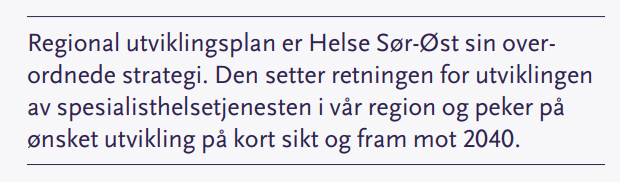 Regional utviklingsplan er Helse Sør-Øst sin over-
ordnede strategi. Den setter retningen for utviklingen
av spesialisthelsetjenesten i vår region og peker på
ønsket utvikling på kort sikt og fram mot 2040.